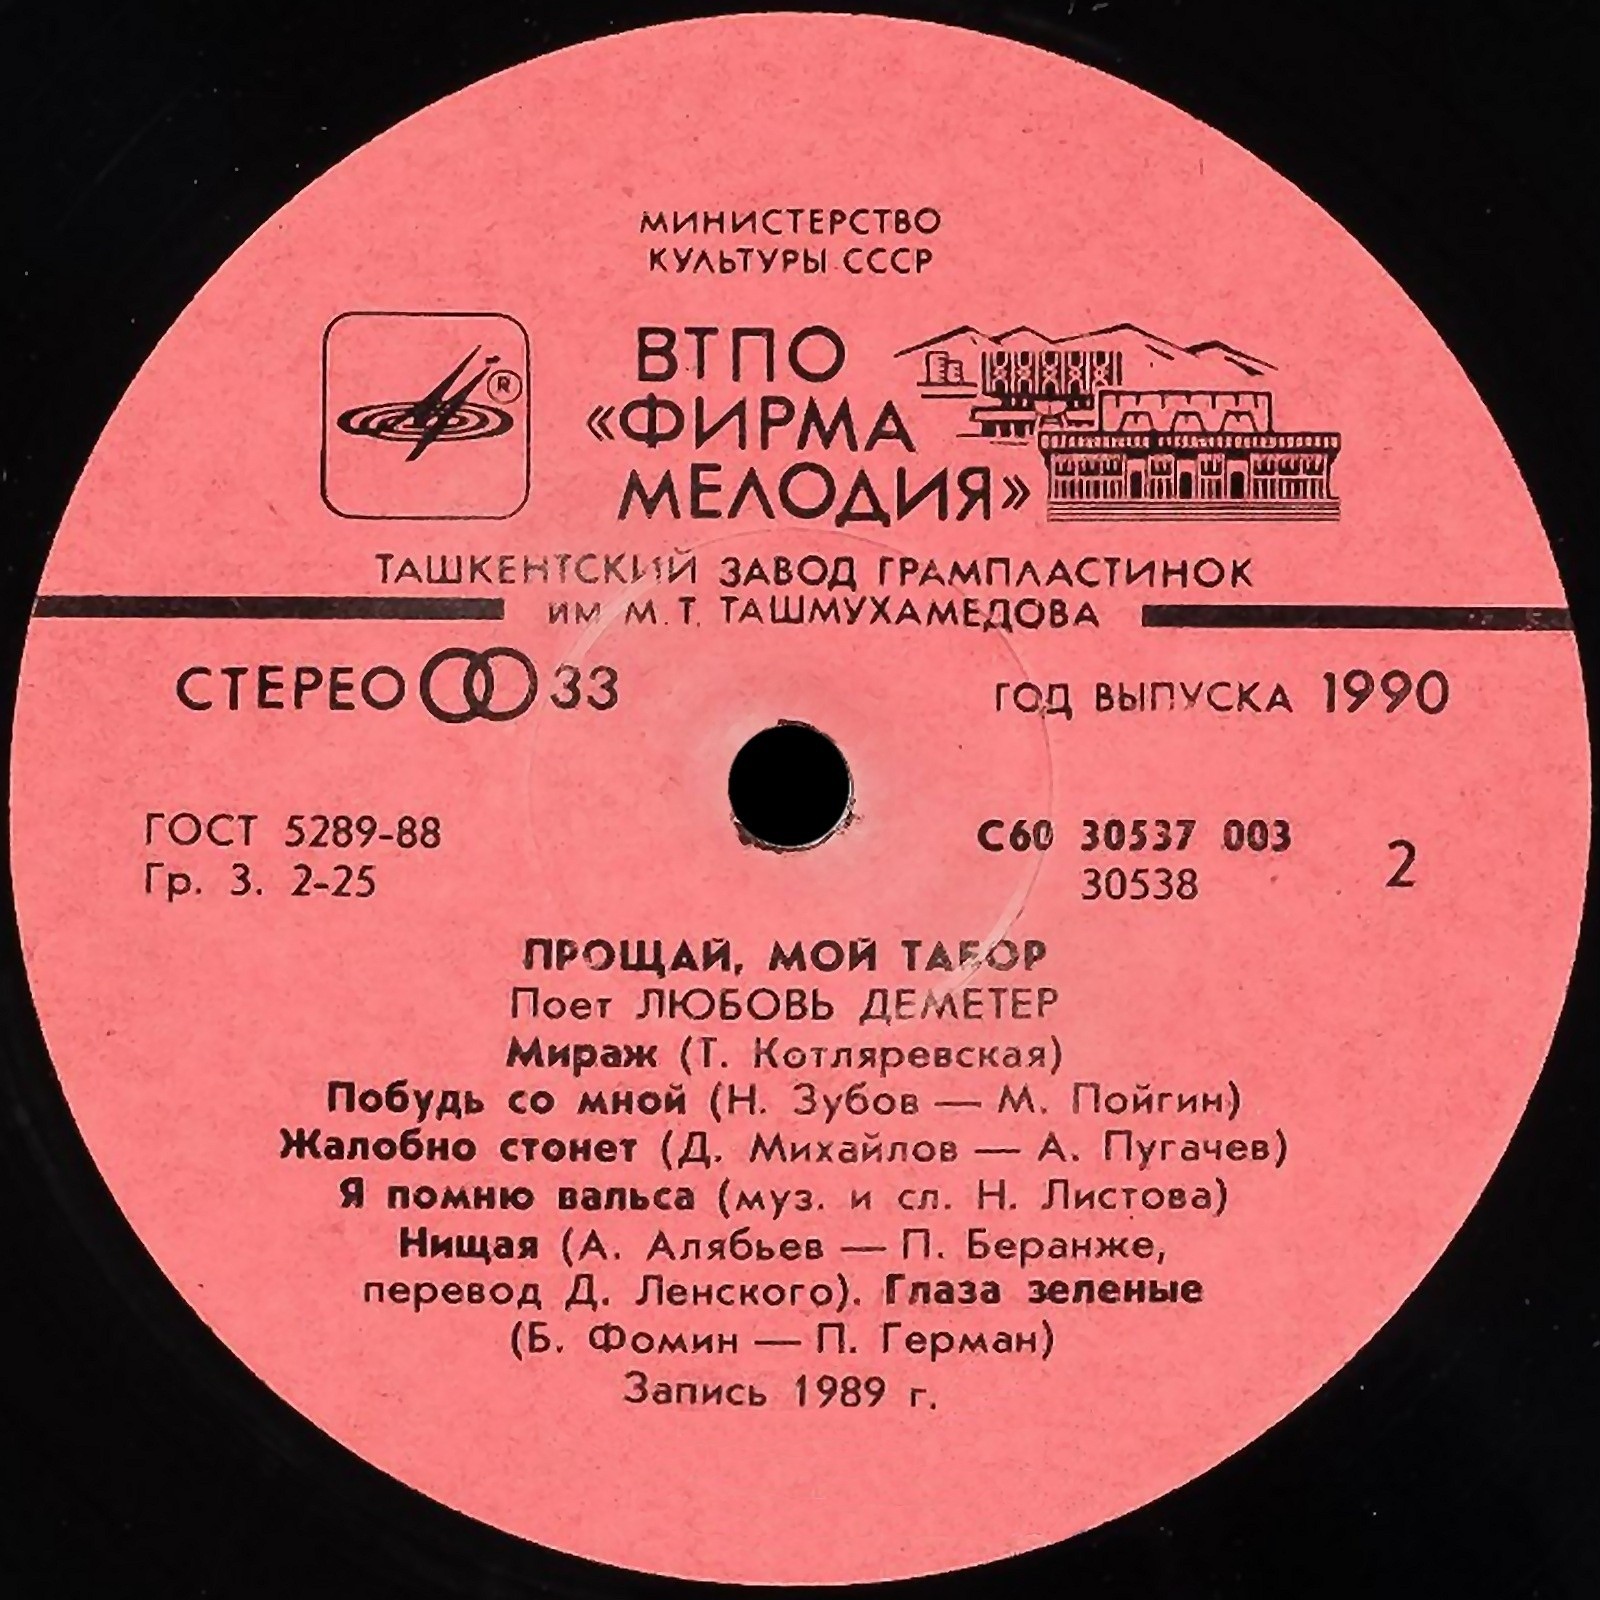 МИНИСТЕРСТВО
КУЛЬТУРЫ СССР
®
ВТПО
«ФИРМА
МЕЛОДИЯ»
ТАШКЕНТСКИЙ ЗАВОД ГРАМПЛАСТИНОК
ИМ М.Т. ТАШМУХАМЕДОВА
СТЕРЕО 33
ГОД ВЫПУСКА 1990
ГОСТ 5289-88
Гр. 3. 2-25
С60 30537 003
30538
2
ПРОЩАЙ, МОЙ ТАБОР
Поет ЛЮБОВЬ ДЕМЕТЕР
Мираж (Т. Котляревская)
Побудь со мной (Н. Зубов — М. Пойгин)
Жалобно стонет (Д. Михайлов — А. Пугачев)
Я помню вальса (муз. и сл. Н. Листова)
Нищая (А. Алябьев — П. Беранже,
перевод Д. Ленского). Глаза зеленые
(Б. Фомин — П. Герман)
Запись 1989 г.